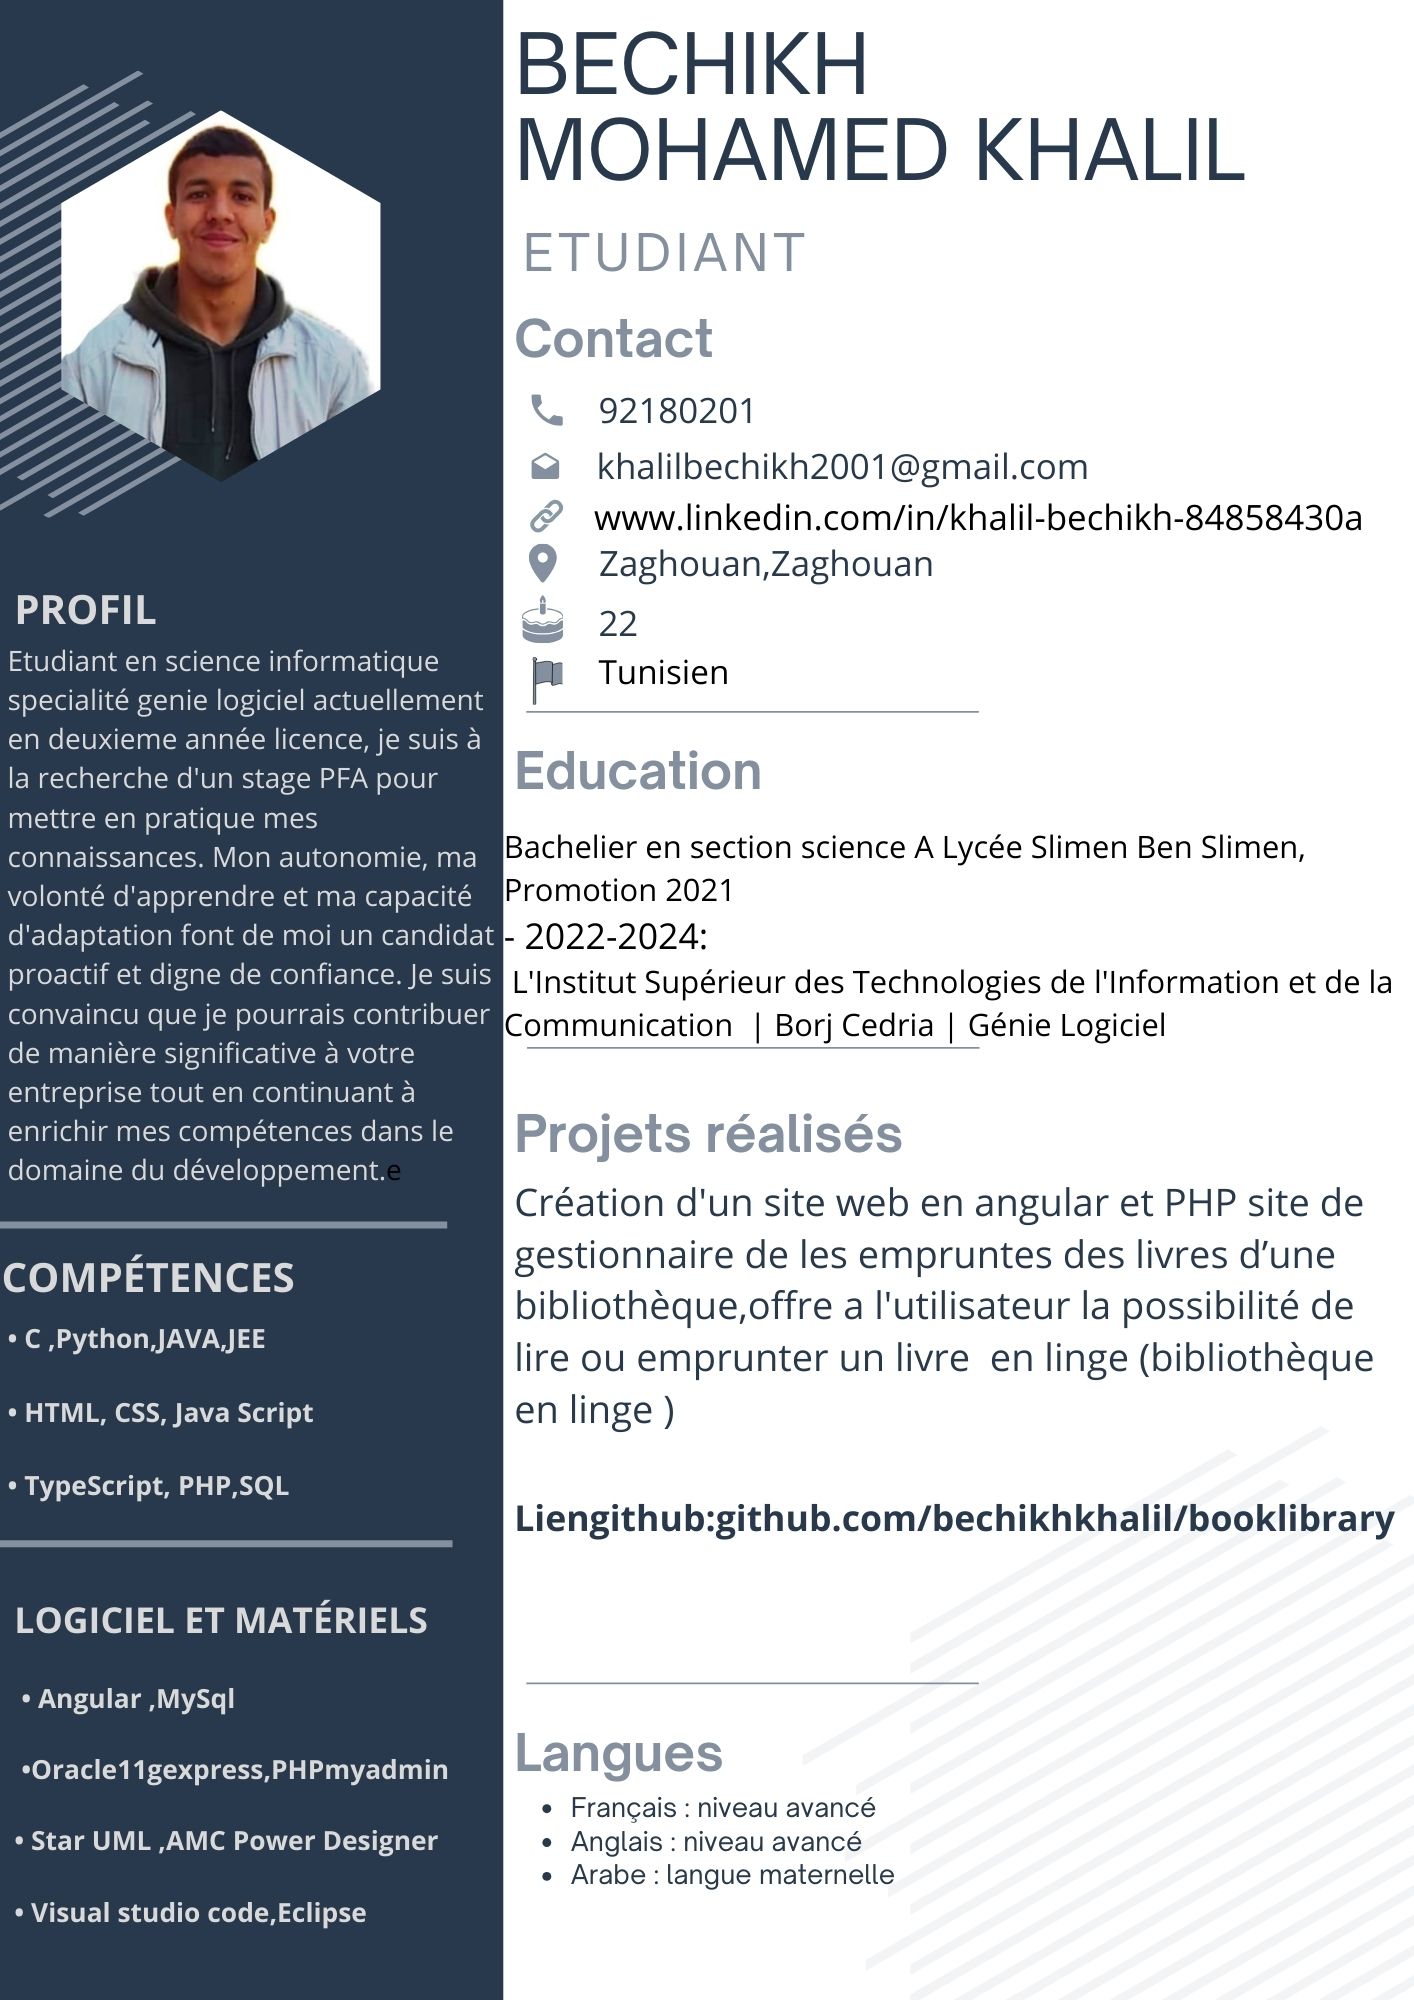 BECHIKH
MOHAMED KHALIL
ETUDIANT
Contact
92180201
khalilbechikh2001@gmail.com
www.linkedin.com/in/khalil-bechikh-84858430a
Zaghouan,Zaghouan
22
Tunisien
Education
Bachelier en section science A Lycée Slimen Ben Slimen,
Promotion 2021
- 2022-2024:
L'Institut Supérieur des Technologies de l'Information et de la
Communication  | Borj Cedria | Génie Logiciel
Projets réalisés
Création d'un site web en angular et PHP site de
gestionnaire de les empruntes des livres d’une
bibliothèque,offre a l'utilisateur la possibilité de
lire ou emprunter un livre  en linge (bibliothèque
en linge )
Liengithub:github.com/bechikhkhalil/booklibrary
Langues
• Français : niveau avancé
• Anglais : niveau avancé
• Arabe : langue maternelle
PROFIL
Etudiant en science informatique
specialité genie logiciel actuellement
en deuxieme année licence, je suis à
la recherche d'un stage PFA pour
mettre en pratique mes
connaissances. Mon autonomie, ma
volonté d'apprendre et ma capacité
d'adaptation font de moi un candidat
proactif et digne de confiance. Je suis
convaincu que je pourrais contribuer
de manière significative à votre
entreprise tout en continuant à
enrichir mes compétences dans le
domaine du développement.e
COMPÉTENCES
• C ,Python,JAVA,JEE
• HTML, CSS, Java Script
• TypeScript, PHP,SQL
LOGICIEL ET MATÉRIELS
• Angular ,MySql
•Oracle11gexpress,PHPmyadmin
• Star UML ,AMC Power Designer
• Visual studio code,Eclipse